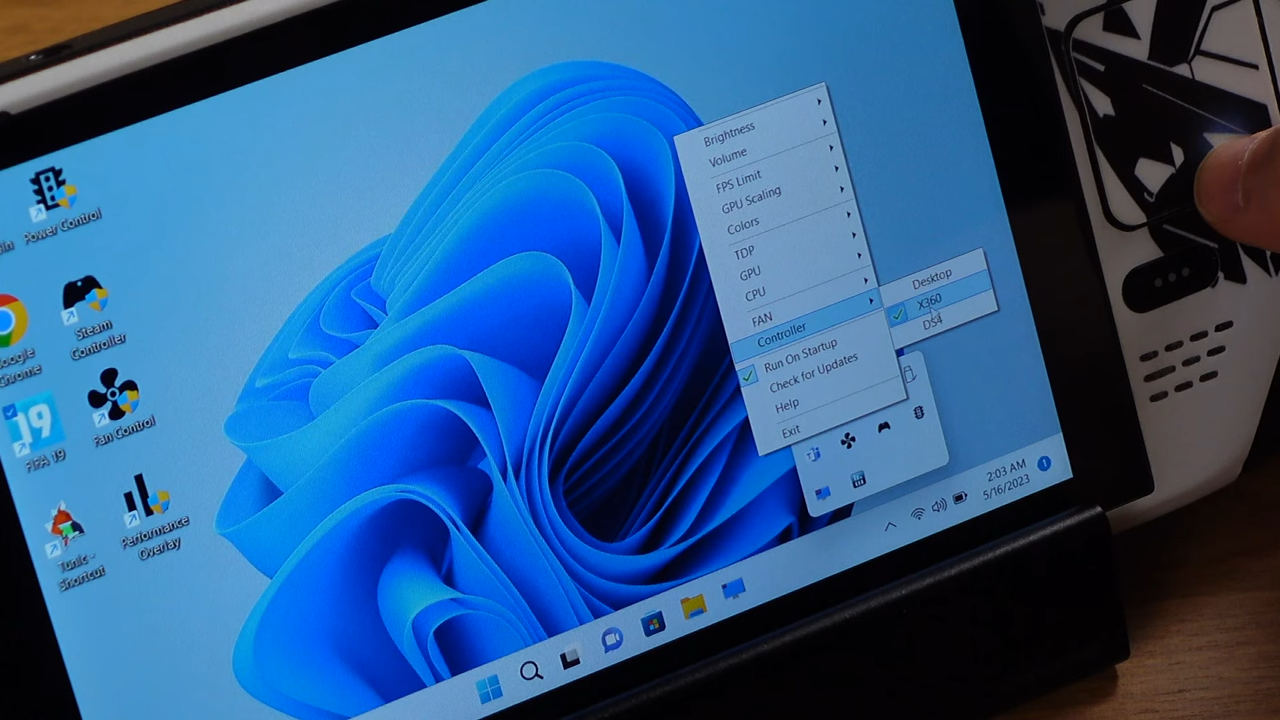 Power Control
Steam
Controller
Google
Chrome
Fan Control
19
FIFA 19
Tunic -
Shortcut
Performance
Overlay
Brightness
Volume
FPS Limit
GPU Scaling
Colors
TDP
GPU
CPU
FAN
Controller
Run On Startup
Check for Updates
Help
Exit
Desktop
X360
DS4
2:03 AM
5/16/2023
1